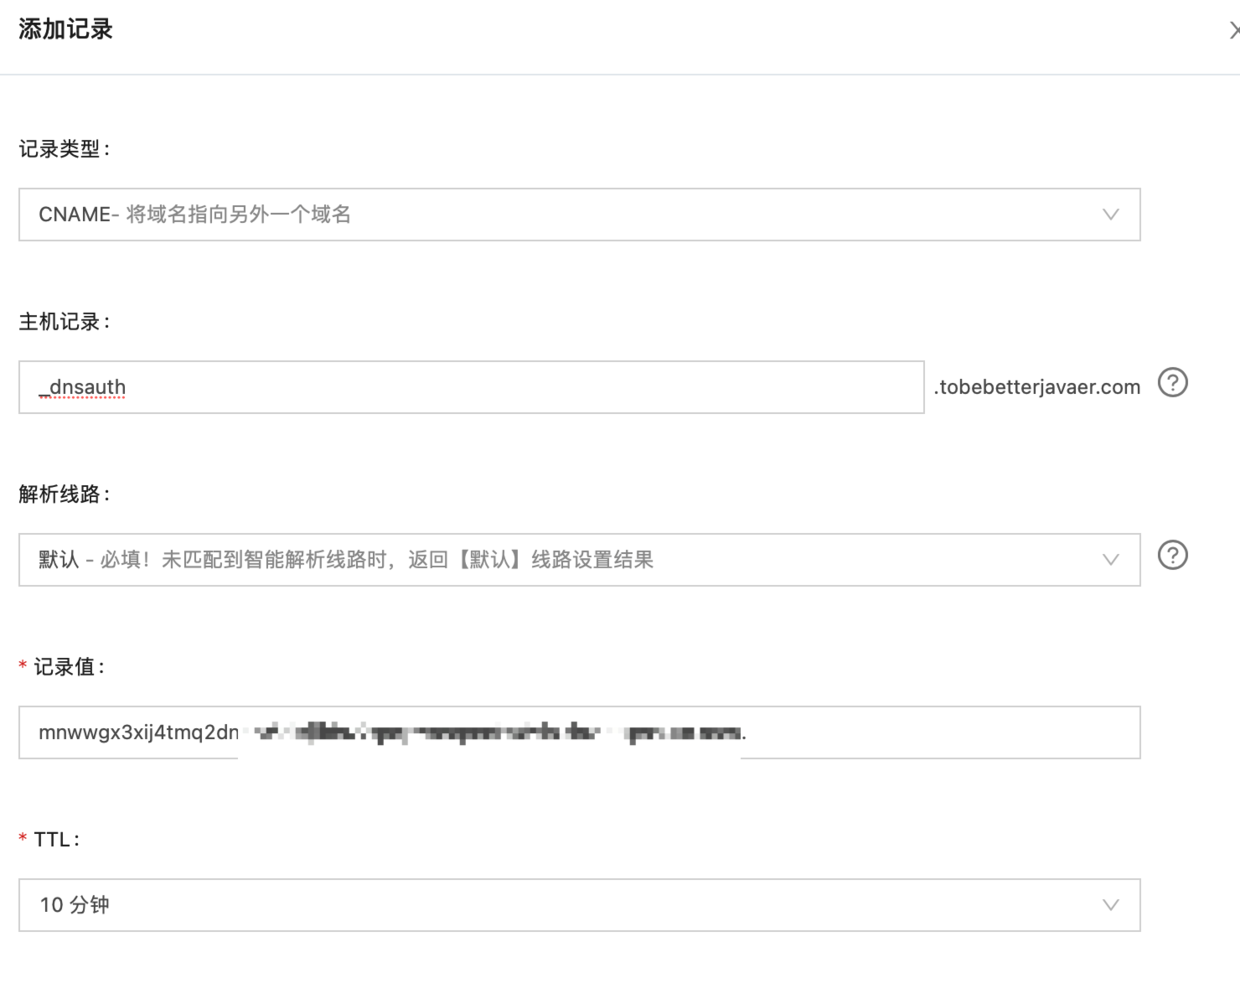 添加记录
记录类型：
CNAME- 将域名指向另外一个域名
主机记录：
_dnsauth
.tobebetterjavaer.com
解析线路：
默认 - 必填！未匹配到智能解析线路时，返回【默认】线路设置结果
* 记录值：
mnwwgx3xij4tmq2dn
* TTL：
10 分钟